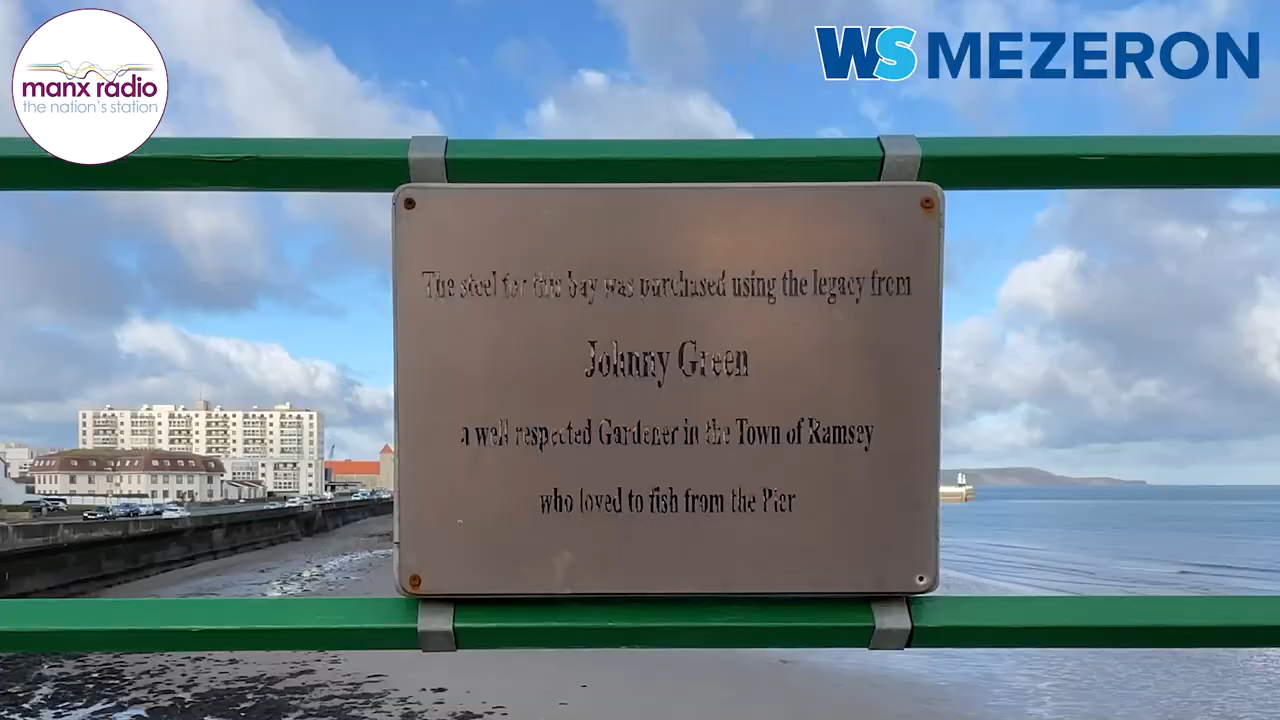 manx radio
the nation's station
WS MEZERON
The steel for this bay was purchased using the legacy from
Johnny Green
a well respected Gardener in the Town of Ramsey
who loved to fish from the Pier